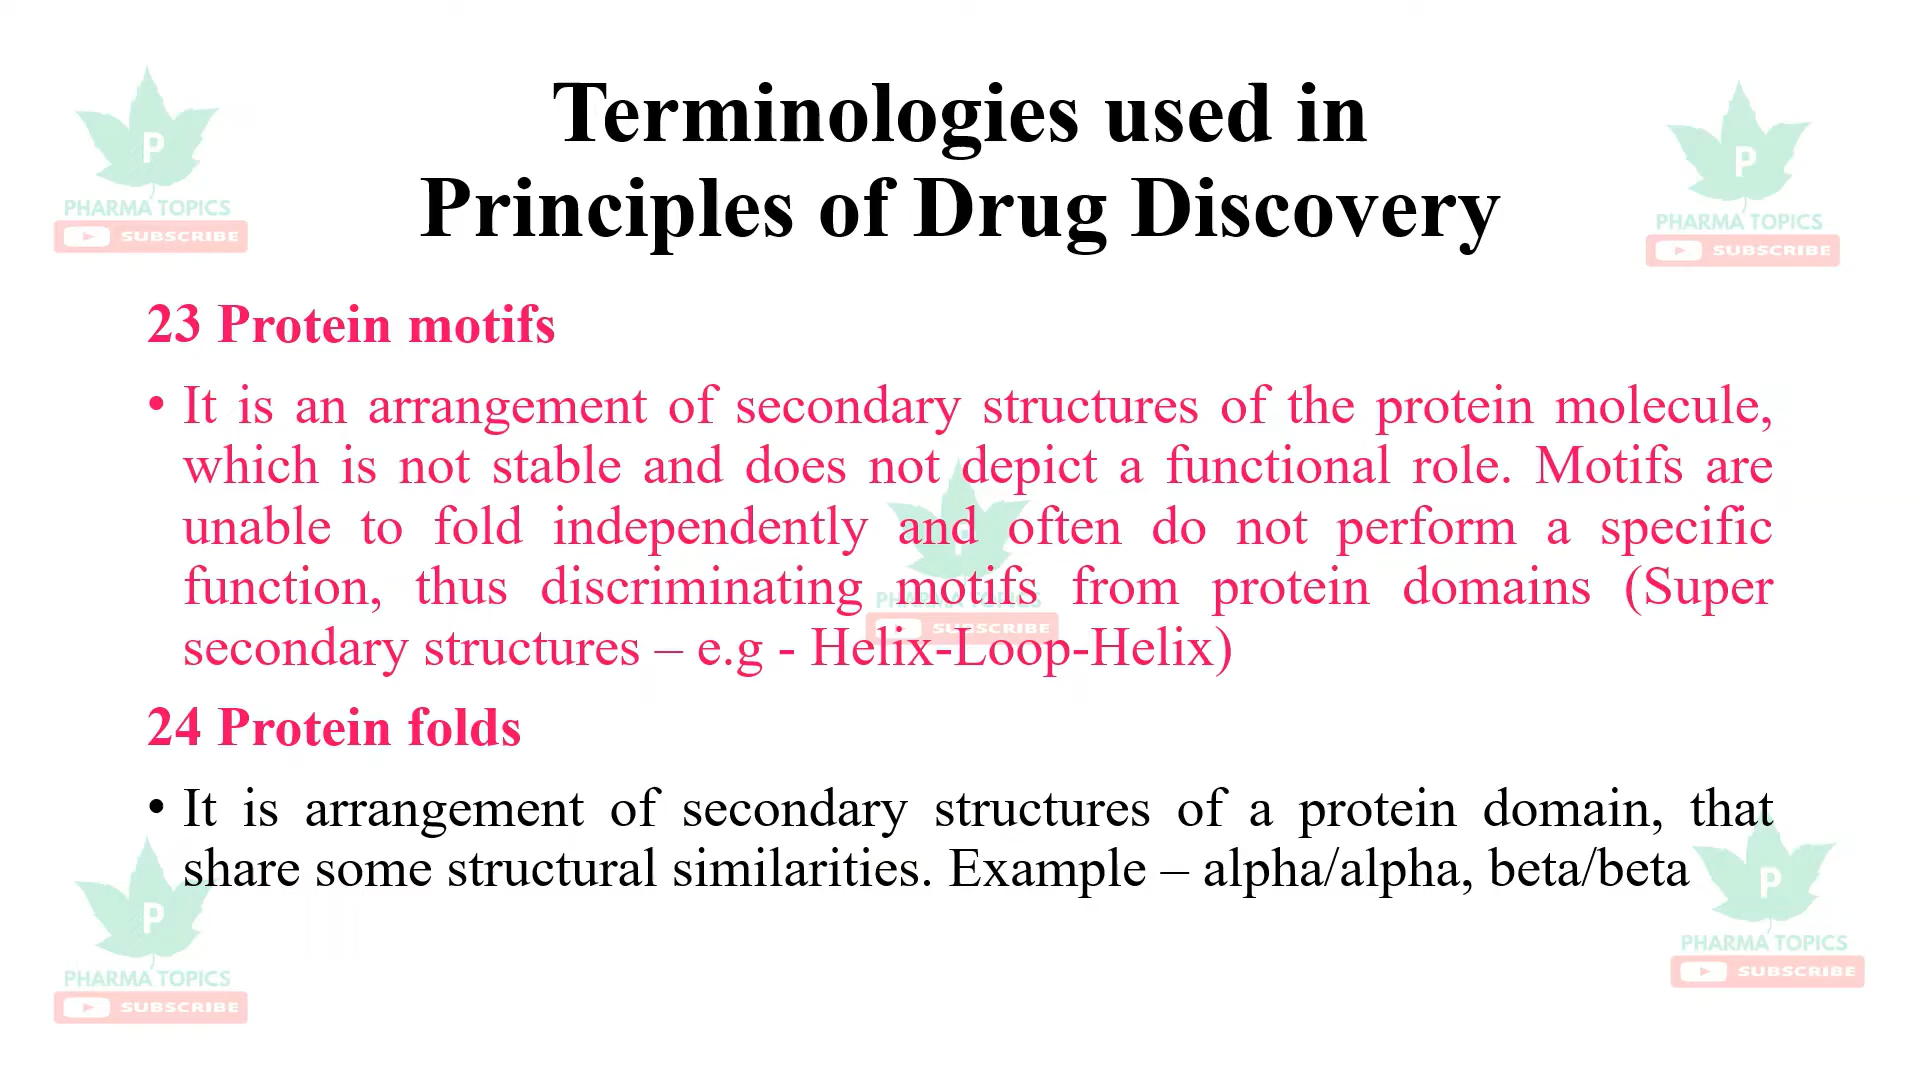 Terminologies used in
Principles of Drug Discovery
P
PHARMA TOPICS
SUBSCRIBE
P
PHARMA TOPICS
SUBSCRIBE
23 Protein motifs
• It is an arrangement of secondary structures of the protein molecule,
which is not stable and does not depict a functional role. Motifs are
unable to fold independently and often do not perform a specific
function, thus discriminating motifs from protein domains (Super
secondary structures – e.g - Helix-Loop-Helix)
PHARMA TOPICS
SUBSCRIBE
24 Protein folds
• It is arrangement of secondary structures of a protein domain, that
share some structural similarities. Example – alpha/alpha, beta/beta
P
PHARMA TOPICS
SUBSCRIBE
P
PHARMA TOPICS
SUBSCRIBE